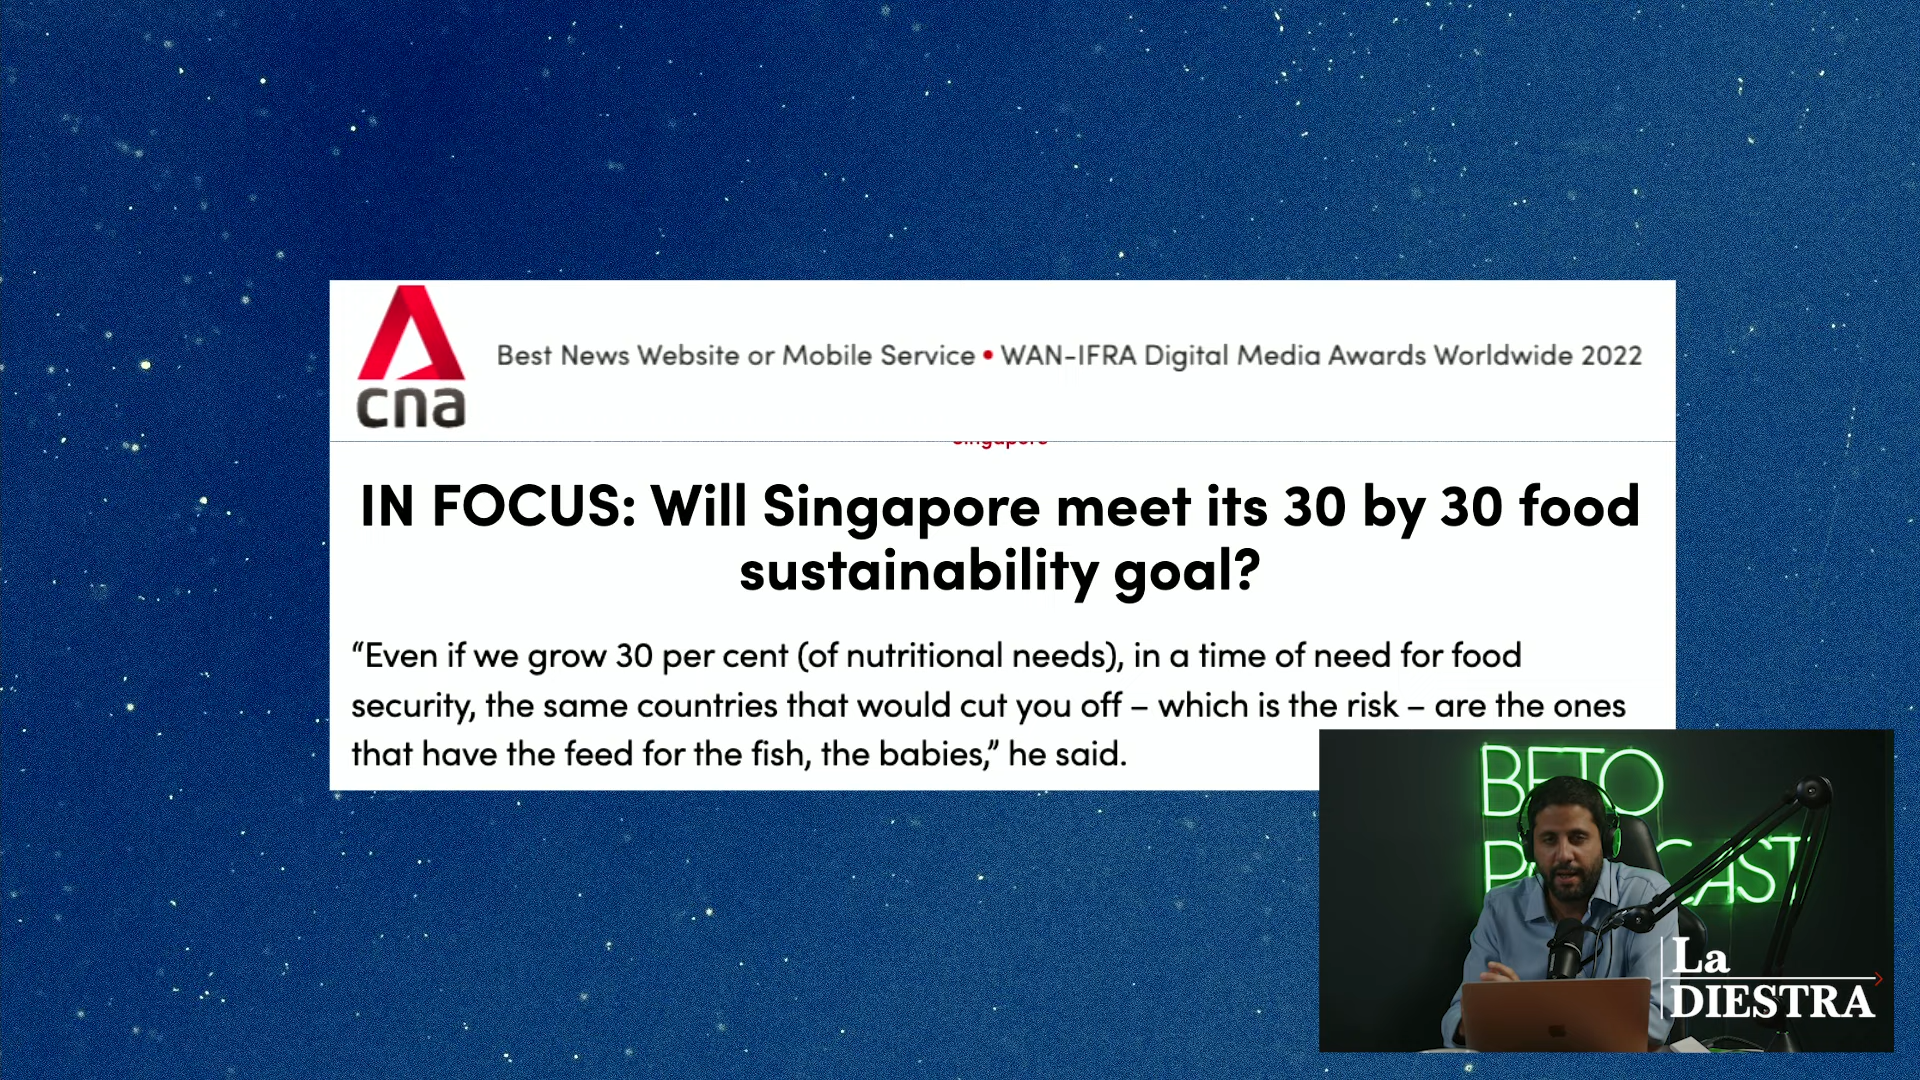 cna
Best News Website or Mobile Service • WAN-IFRA Digital Media Awards Worldwide 2022
Singapore
IN FOCUS: Will Singapore meet its 30 by 30 food
sustainability goal?
“Even if we grow 30 per cent (of nutritional needs), in a time of need for food
security, the same countries that would cut you off – which is the risk – are the ones
that have the feed for the fish, the babies,” he said.
BETO
PODCAST
La
DIESTRA